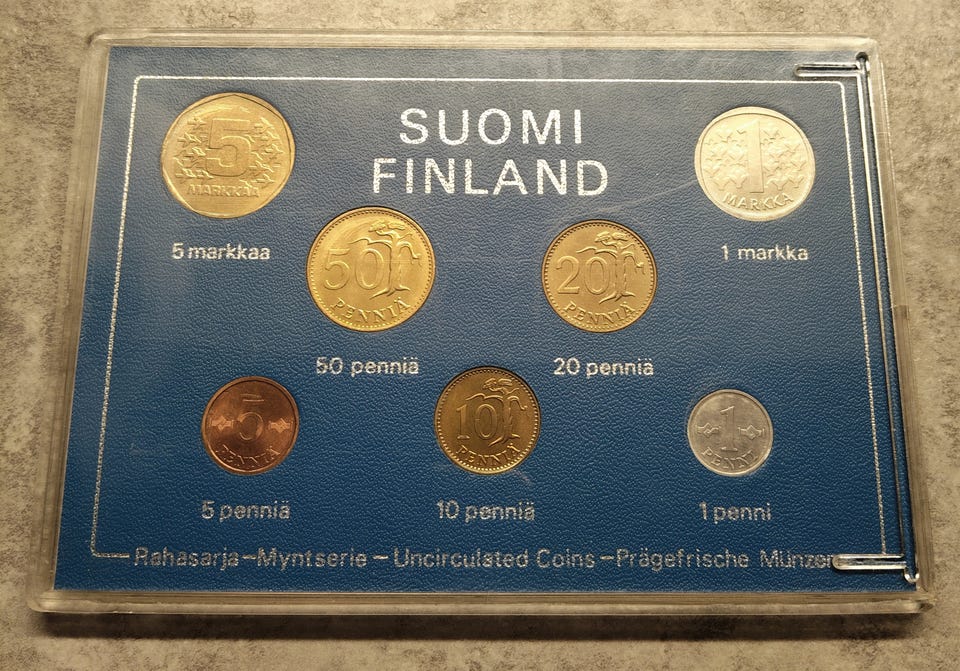 SUOMI
FINLAND
5
MARKKAA
1
MARKKA
5 markkaa
1 markka
50
PENNIÄ
20
PENNIÄ
50 penniä
20 penniä
5
PENNIÄ
10
PENNIÄ
1
PENNI
5 penniä
10 penniä
1 penni
Rahasarja–Myntserie–Uncirculated Coins–Prägefrische Münzen